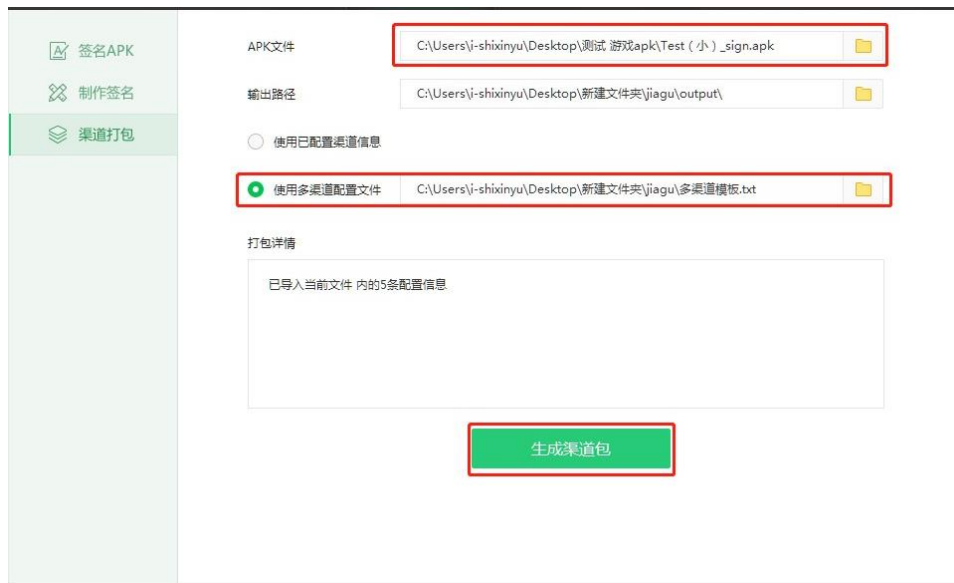 签名APK
制作签名
渠道打包
APK文件 C:\Users\i-shixinyu\Desktop\测试 游戏apk\Test（小）_sign.apk
输出路径 C:\Users\i-shixinyu\Desktop\新建文件夹\jiagu\output\
使用已配置渠道信息
使用多渠道配置文件 C:\Users\i-shixinyu\Desktop\新建文件夹\jiagu\多渠道模板.txt
打包详情
已导入当前文件 内的5条配置信息
生成渠道包